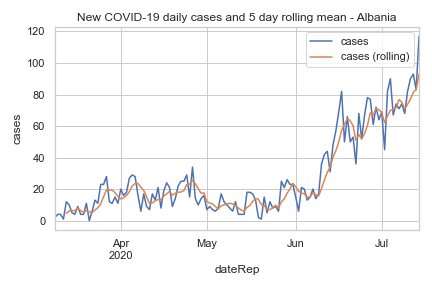 New COVID-19 daily cases and 5 day rolling mean - Albania
120
100
80
60
40
20
0
cases
cases
cases (rolling)
Apr
2020
May
Jun
Jul
dateRep